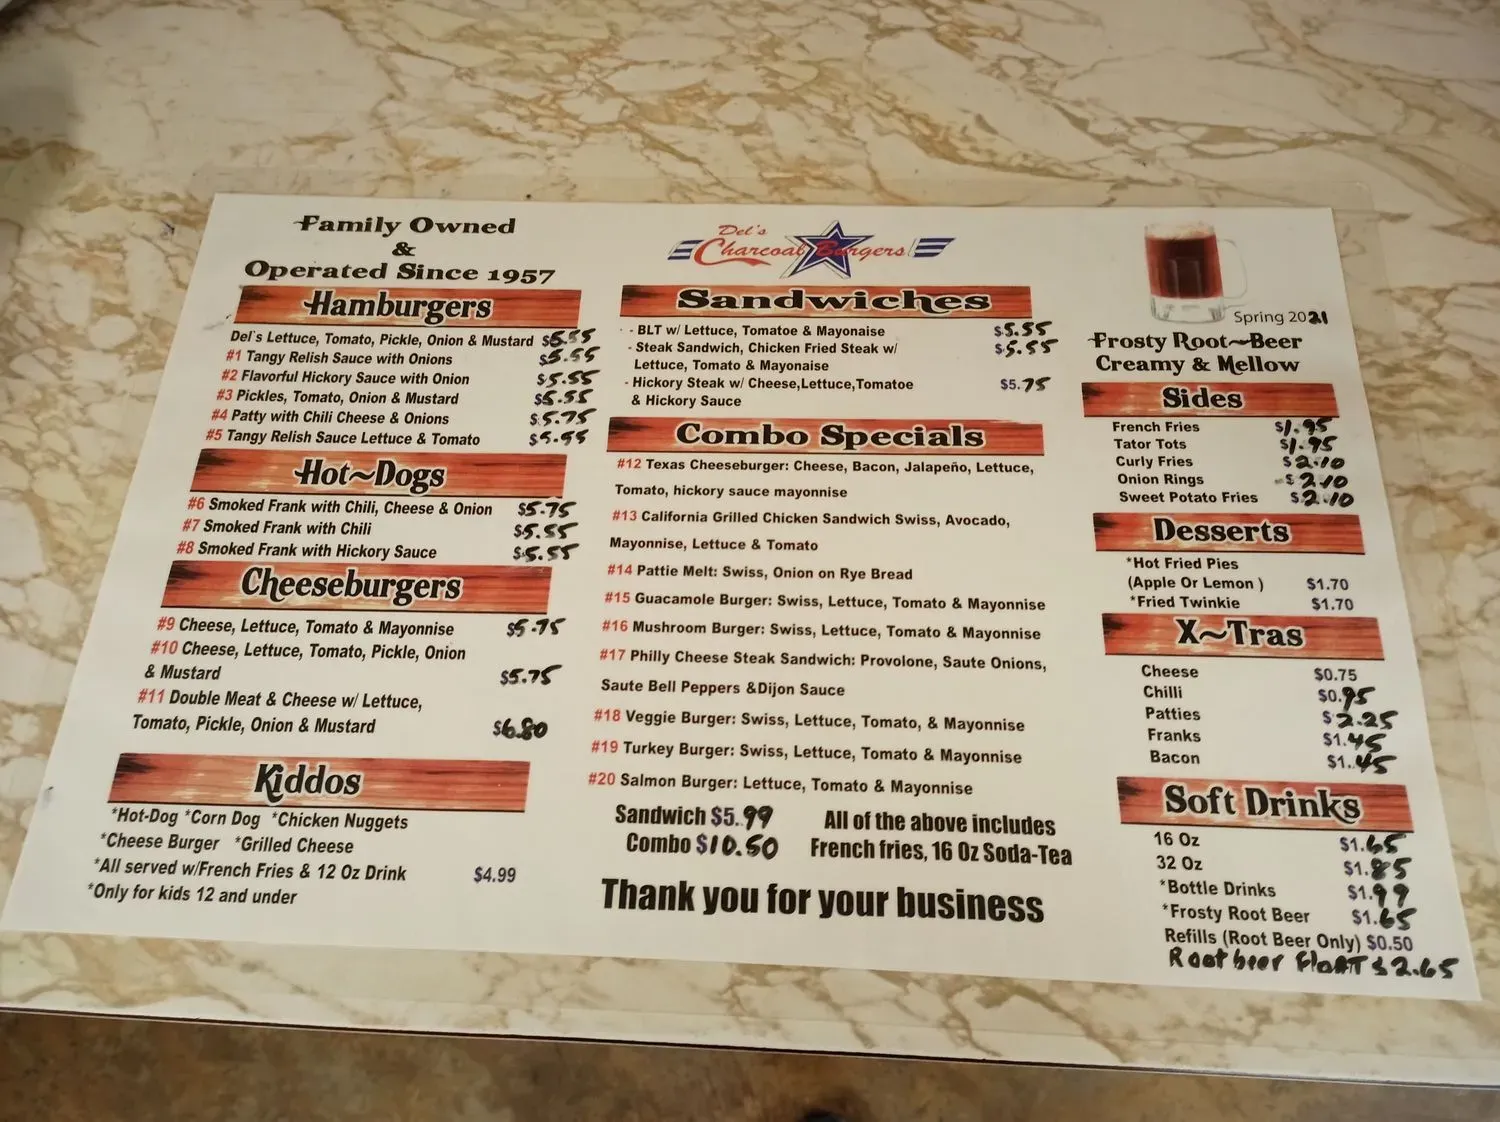 Family Owned
&
Operated Since 1957
Hamburgers
Del's Lettuce, Tomato, Pickle, Onion & Mustard $5.55
#1 Tangy Relish Sauce with Onions $5.55
#2 Flavorful Hickory Sauce with Onion $5.55
#3 Pickles, Tomato, Onion & Mustard $5.55
#4 Patty with Chili Cheese & Onions $5.75
#5 Tangy Relish Sauce Lettuce & Tomato $5.55
Hot~Dogs
#6 Smoked Frank with Chili, Cheese & Onion $5.75
#7 Smoked Frank with Chili $5.55
#8 Smoked Frank with Hickory Sauce $5.55
Cheeseburgers
#9 Cheese, Lettuce, Tomato & Mayonnise $5.75
#10 Cheese, Lettuce, Tomato, Pickle, Onion
& Mustard $5.75
#11 Double Meat & Cheese w/ Lettuce,
Tomato, Pickle, Onion & Mustard $6.80
Kiddos
*Hot-Dog *Corn Dog *Chicken Nuggets
*Cheese Burger *Grilled Cheese
*All served w/French Fries & 12 Oz Drink $4.99
*Only for kids 12 and under
Del's
Charcoal Burgers
Sandwiches
- BLT w/ Lettuce, Tomatoe & Mayonaise $5.55
- Steak Sandwich, Chicken Fried Steak w/ $5.55
Lettuce, Tomato & Mayonaise
- Hickory Steak w/ Cheese,Lettuce,Tomatoe $5.75
& Hickory Sauce
Combo Specials
#12 Texas Cheeseburger: Cheese, Bacon, Jalapeño, Lettuce,
Tomato, hickory sauce mayonnise
#13 California Grilled Chicken Sandwich Swiss, Avocado,
Mayonnise, Lettuce & Tomato
#14 Pattie Melt: Swiss, Onion on Rye Bread
#15 Guacamole Burger: Swiss, Lettuce, Tomato & Mayonnise
#16 Mushroom Burger: Swiss, Lettuce, Tomato & Mayonnise
#17 Philly Cheese Steak Sandwich: Provolone, Saute Onions,
Saute Bell Peppers &Dijon Sauce
#18 Veggie Burger: Swiss, Lettuce, Tomato, & Mayonnise
#19 Turkey Burger: Swiss, Lettuce, Tomato & Mayonnise
#20 Salmon Burger: Lettuce, Tomato & Mayonnise
Sandwich $5.99
Combo $10.50
All of the above includes
French fries, 16 Oz Soda-Tea
Thank you for your business
Spring 2021
Frosty Root~Beer
Creamy & Mellow
Sides
French Fries $1.95
Tator Tots $1.95
Curly Fries $2.10
Onion Rings $2.10
Sweet Potato Fries $2.10
Desserts
*Hot Fried Pies
(Apple Or Lemon ) $1.70
*Fried Twinkie $1.70
X~Tras
Cheese $0.75
Chilli $0.95
Patties $2.25
Franks $1.45
Bacon $1.45
Soft Drinks
16 Oz $1.65
32 Oz $1.85
*Bottle Drinks $1.99
*Frosty Root Beer $1.65
Refills (Root Beer Only) $0.50
Root beer Float $2.65